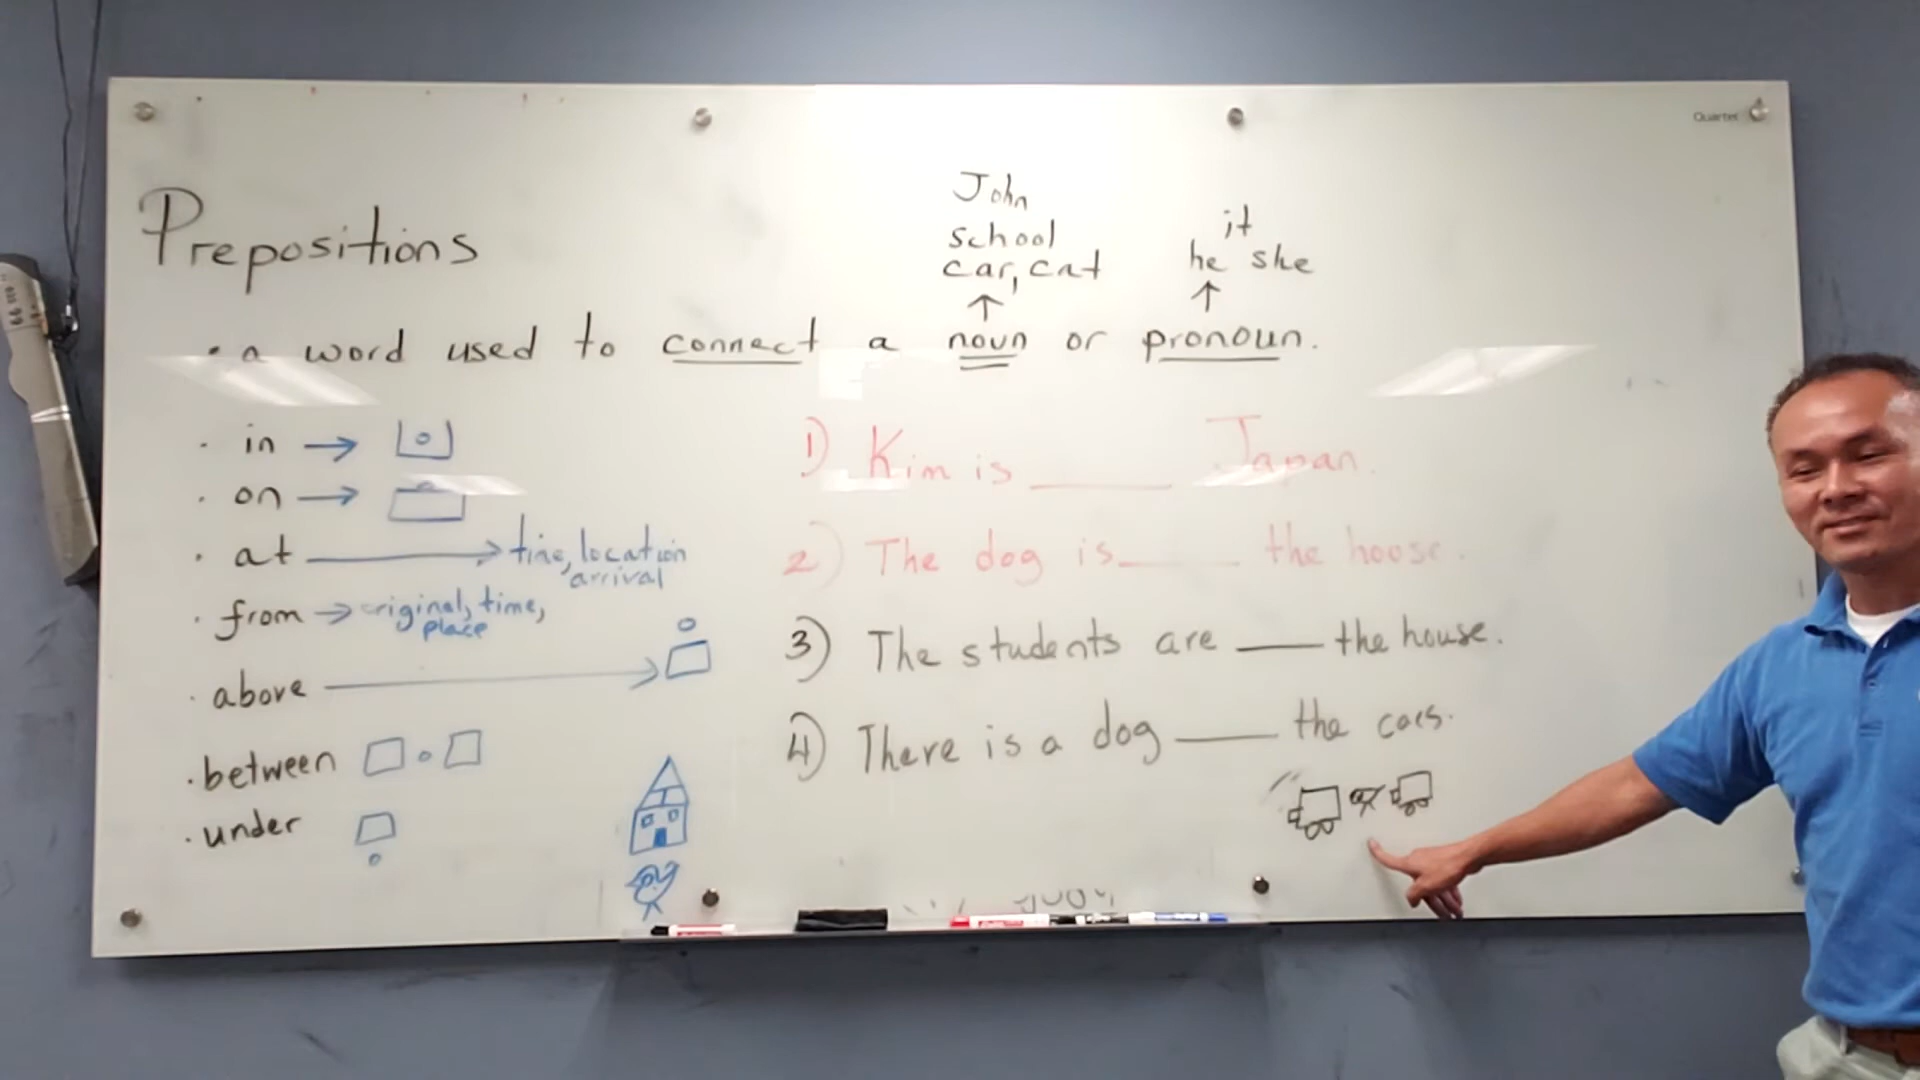 Quartet
Prepositions
John
school
car, cat
↑
it
he she
↑
· a word used to connect a noun or pronoun.
· in →
· on →
· at → time, location
arrival
· from → original, time,
place
· above →
· between
· under
1) Kim is ____ Japan.
2) The dog is ____ the house.
3) The students are ____ the house.
4) There is a dog ____ the cars.